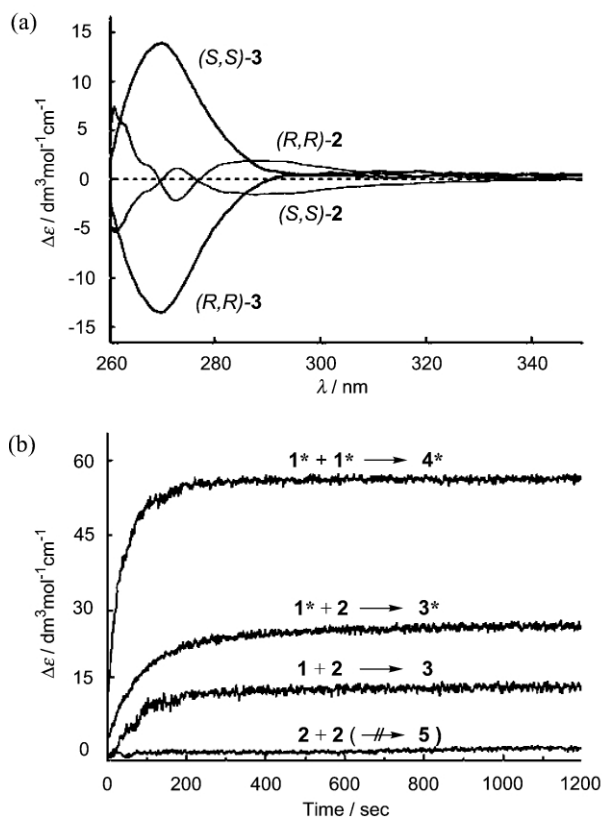 (a)
15
10
5
0
-5
-10
-15
Δε / dm³mol⁻¹cm⁻¹
(S,S)-3
(R,R)-2
(S,S)-2
(R,R)-3
260 280 300 320 340
λ / nm
(b)
60
45
30
15
0
Δε / dm³mol⁻¹cm⁻¹
1* + 1* → 4*
1* + 2 → 3*
1 + 2 → 3
2 + 2 ( -//→ 5 )
0 200 400 600 800 1000 1200
Time / sec